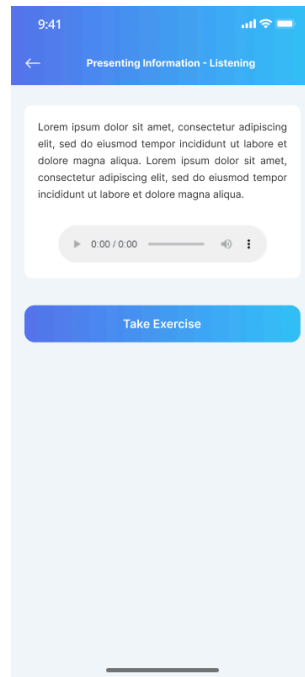 9:41
Presenting Information - Listening
Lorem ipsum dolor sit amet, consectetur adipiscing
elit, sed do eiusmod tempor incididunt ut labore et
dolore magna aliqua. Lorem ipsum dolor sit amet,
consectetur adipiscing elit, sed do eiusmod tempor
incididunt ut labore et dolore magna aliqua.
0:00 / 0:00
Take Exercise